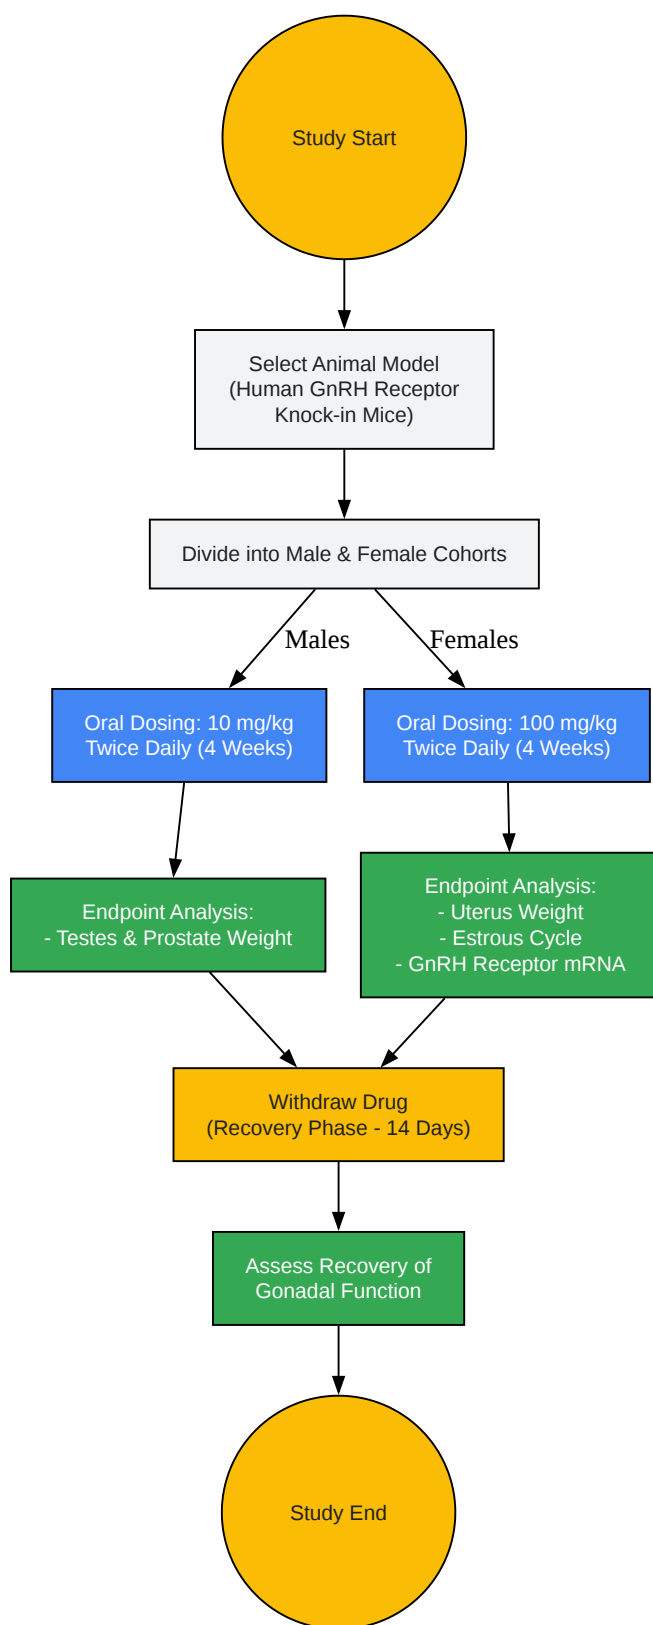 Study Start
Select Animal Model
(Human GnRH Receptor
Knock-in Mice)
Divide into Male & Female Cohorts
Males
Females
Oral Dosing: 10 mg/kg
Twice Daily (4 Weeks)
Oral Dosing: 100 mg/kg
Twice Daily (4 Weeks)
Endpoint Analysis:
- Testes & Prostate Weight
Endpoint Analysis:
- Uterus Weight
- Estrous Cycle
- GnRH Receptor mRNA
Withdraw Drug
(Recovery Phase - 14 Days)
Assess Recovery of
Gonadal Function
Study End